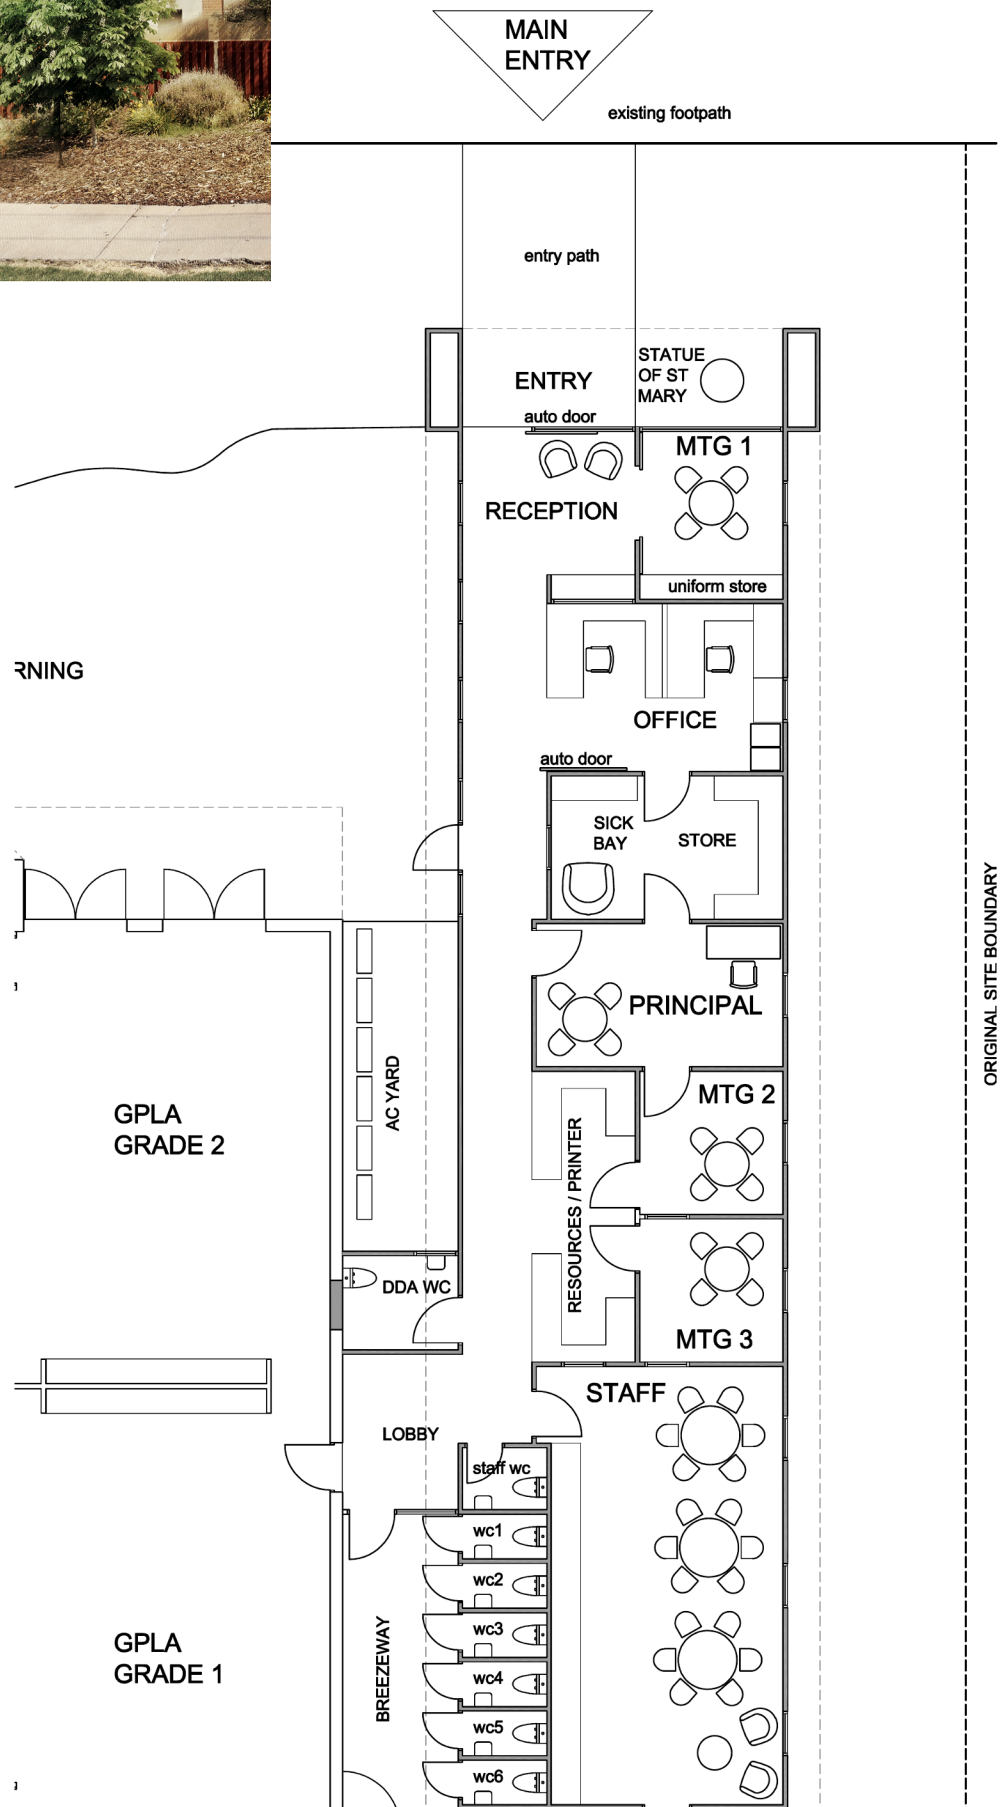 MAIN
ENTRY
existing footpath
entry path
ENTRY
STATUE
OF ST
MARY
auto door
MTG 1
RECEPTION
uniform store
RNING
OFFICE
auto door
SICK
BAY
STORE
ORIGINAL SITE BOUNDARY
PRINCIPAL
AC YARD
MTG 2
GPLA
GRADE 2
RESOURCES / PRINTER
DDA WC
MTG 3
STAFF
LOBBY
staff wc
wc1
wc2
wc3
GPLA
GRADE 1
BREEZEWAY
wc4
wc5
wc6